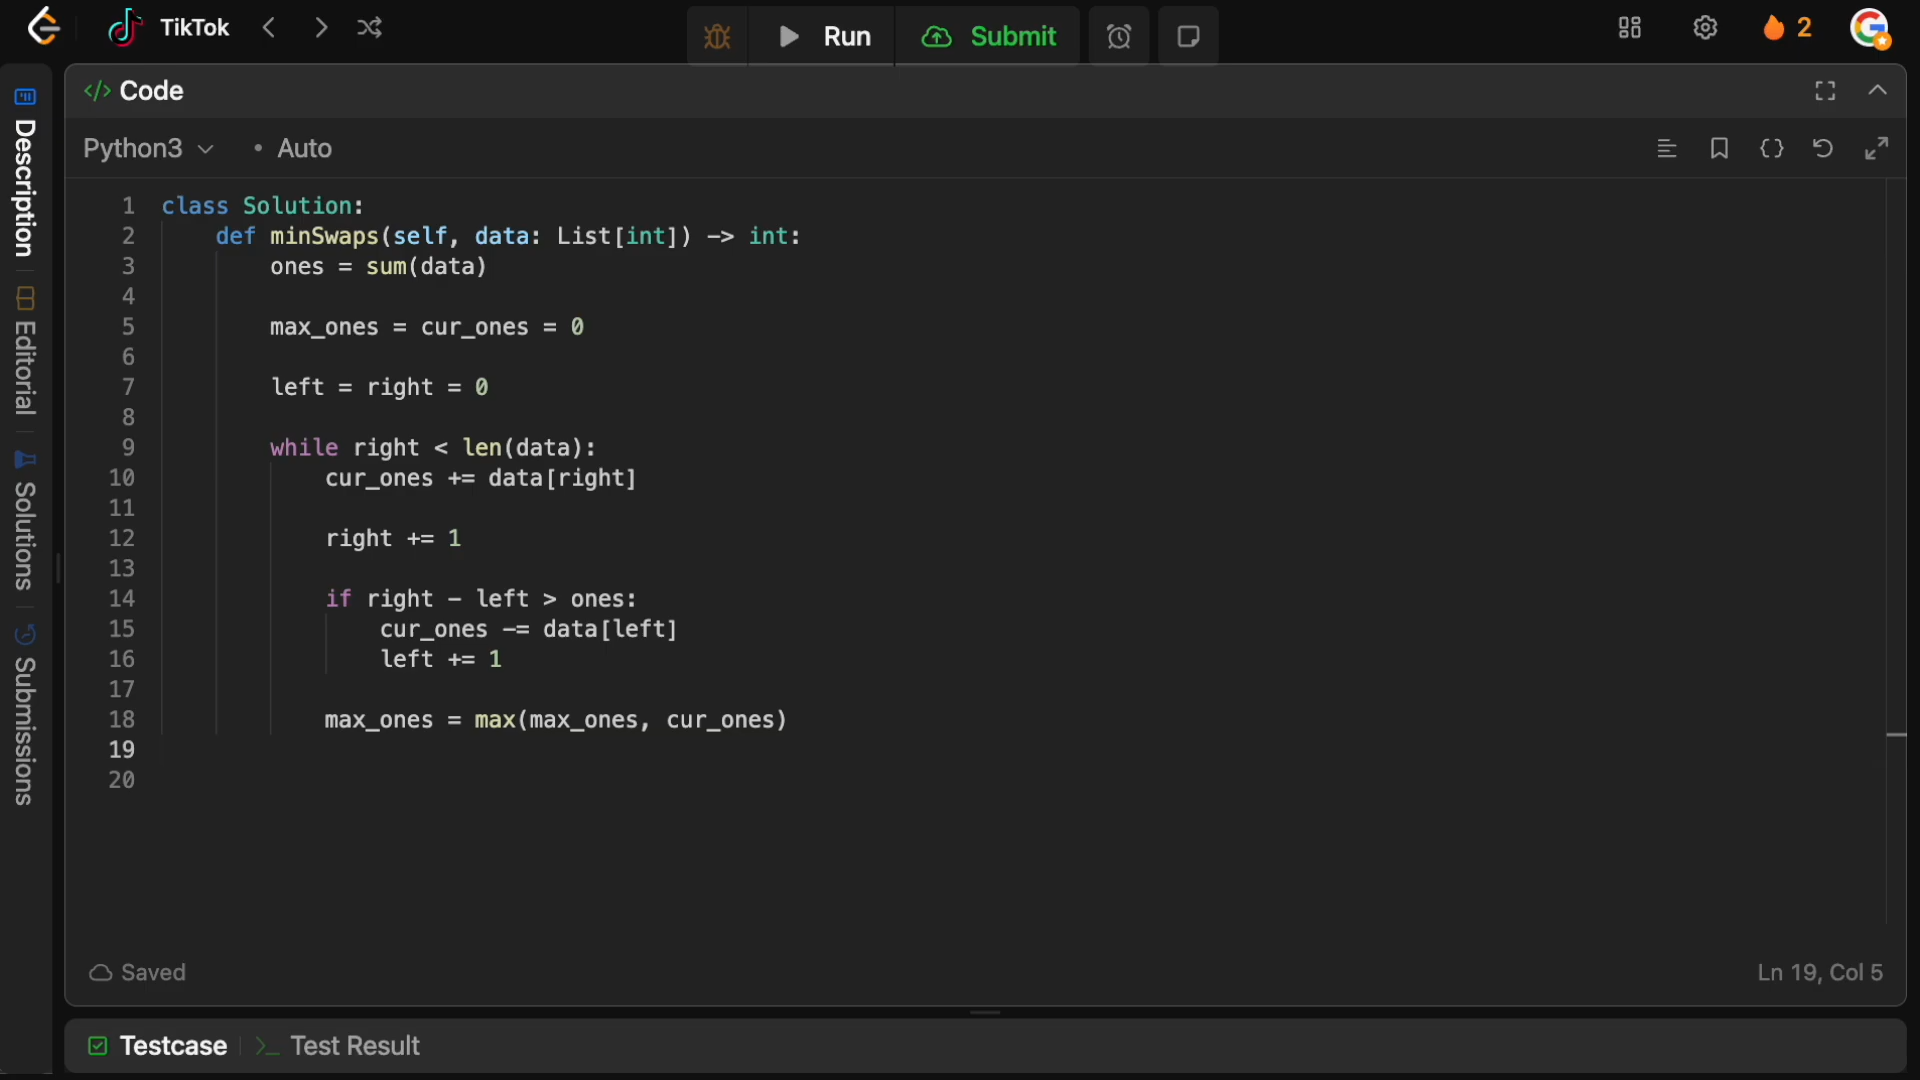 TikTok
Run
Submit
2
</> Code
Python3
• Auto
Description
Editorial
Solutions
Submissions
1 class Solution:
2 def minSwaps(self, data: List[int]) -> int:
3 ones = sum(data)
4
5 max_ones = cur_ones = 0
6
7 left = right = 0
8
9 while right < len(data):
10 cur_ones += data[right]
11
12 right += 1
13
14 if right - left > ones:
15 cur_ones -= data[left]
16 left += 1
17
18 max_ones = max(max_ones, cur_ones)
19
20
Saved
Ln 19, Col 5
Testcase
Test Result